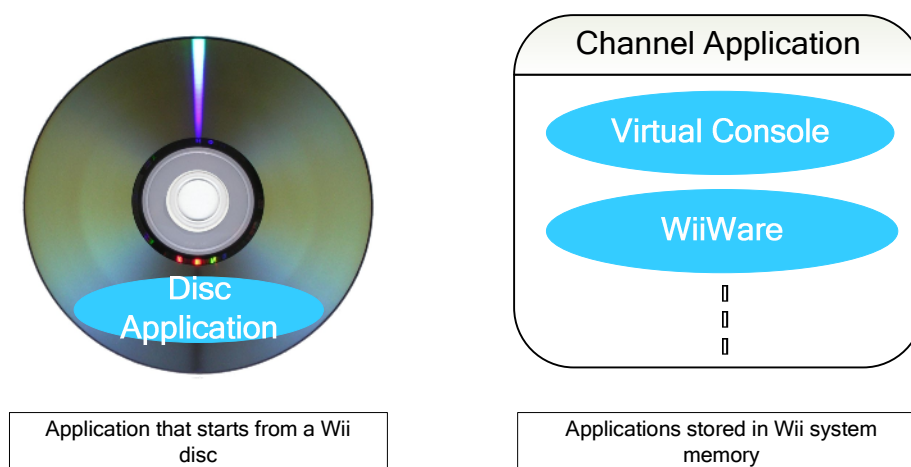 Disc
Application
Application that starts from a Wii
disc
Channel Application
Virtual Console
WiiWare
Applications stored in Wii system
memory